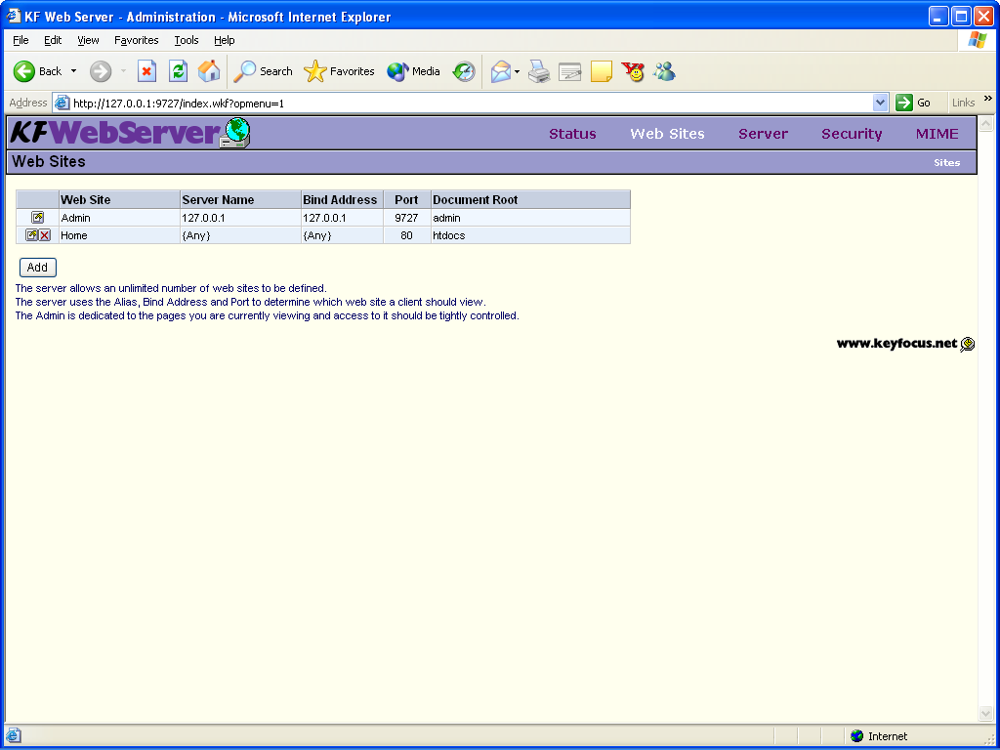 KF Web Server - Administration - Microsoft Internet Explorer
File Edit View Favorites Tools Help
Back Search Favorites Media
Address http://127.0.0.1:9727/index.wkf?opmenu=1 Go Links »
KFWebServer Status Web Sites Server Security MIME
Web Sites Sites
Web Site Server Name Bind Address Port Document Root
Admin 127.0.0.1 127.0.0.1 9727 admin
Home {Any} {Any} 80 htdocs
Add
The server allows an unlimited number of web sites to be defined.
The server uses the Alias, Bind Address and Port to determine which web site a client should view.
The Admin is dedicated to the pages you are currently viewing and access to it should be tightly controlled.
www.keyfocus.net
Internet